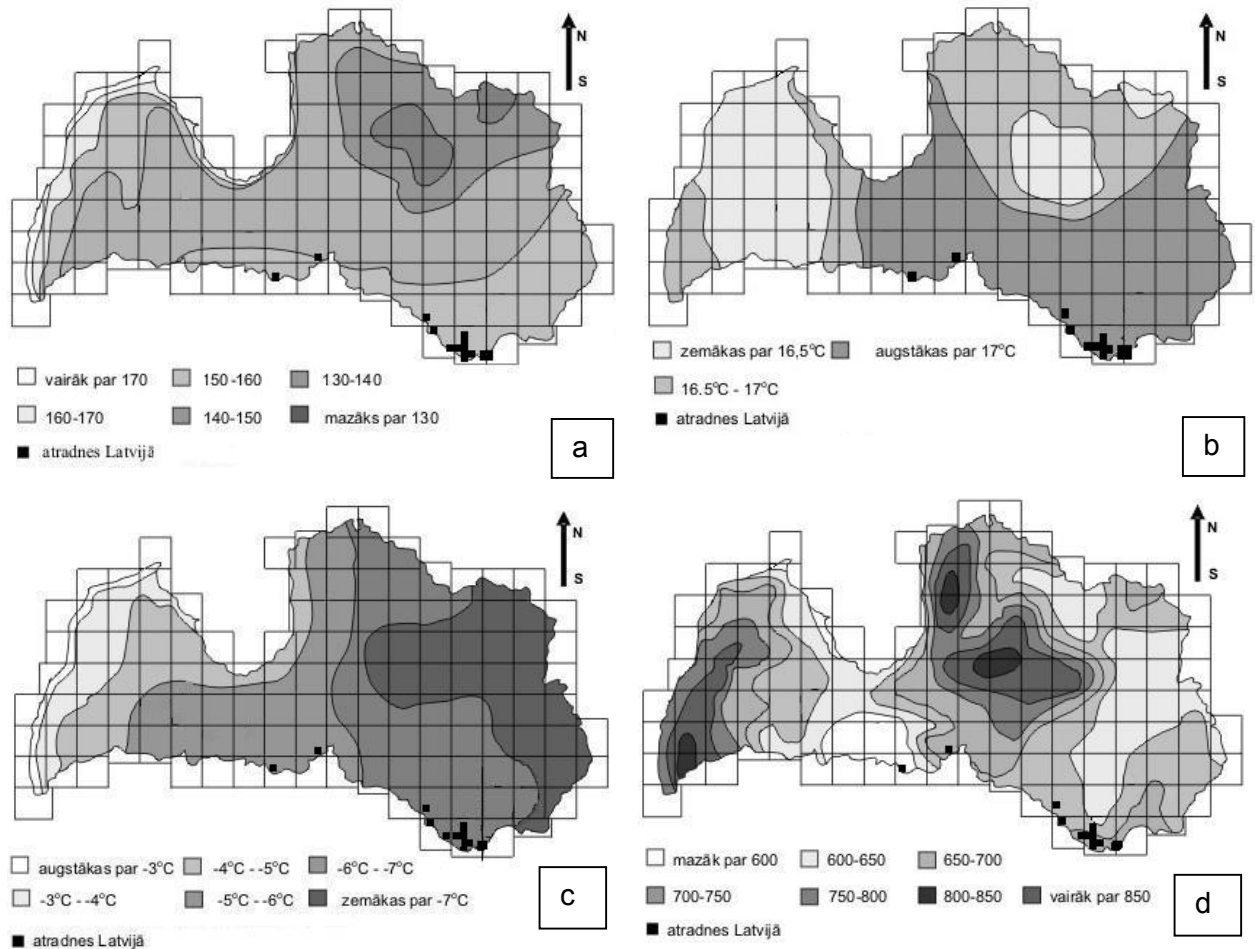 N
S
vairāk par 170 150-160 130-140
160-170 140-150 mazāks par 130
atradnes Latvijā
a
N
S
zemākas par 16,5°C augstākas par 17°C
16.5°C - 17°C
atradnes Latvijā
b
N
S
augstākas par -3°C -4°C - -5°C -6°C - -7°C
-3°C - -4°C -5°C - -6°C zemākas par -7°C
atradnes Latvijā
c
N
S
mazāk par 600 600-650 650-700
700-750 750-800 800-850 vairāk par 850
atradnes Latvijā
d